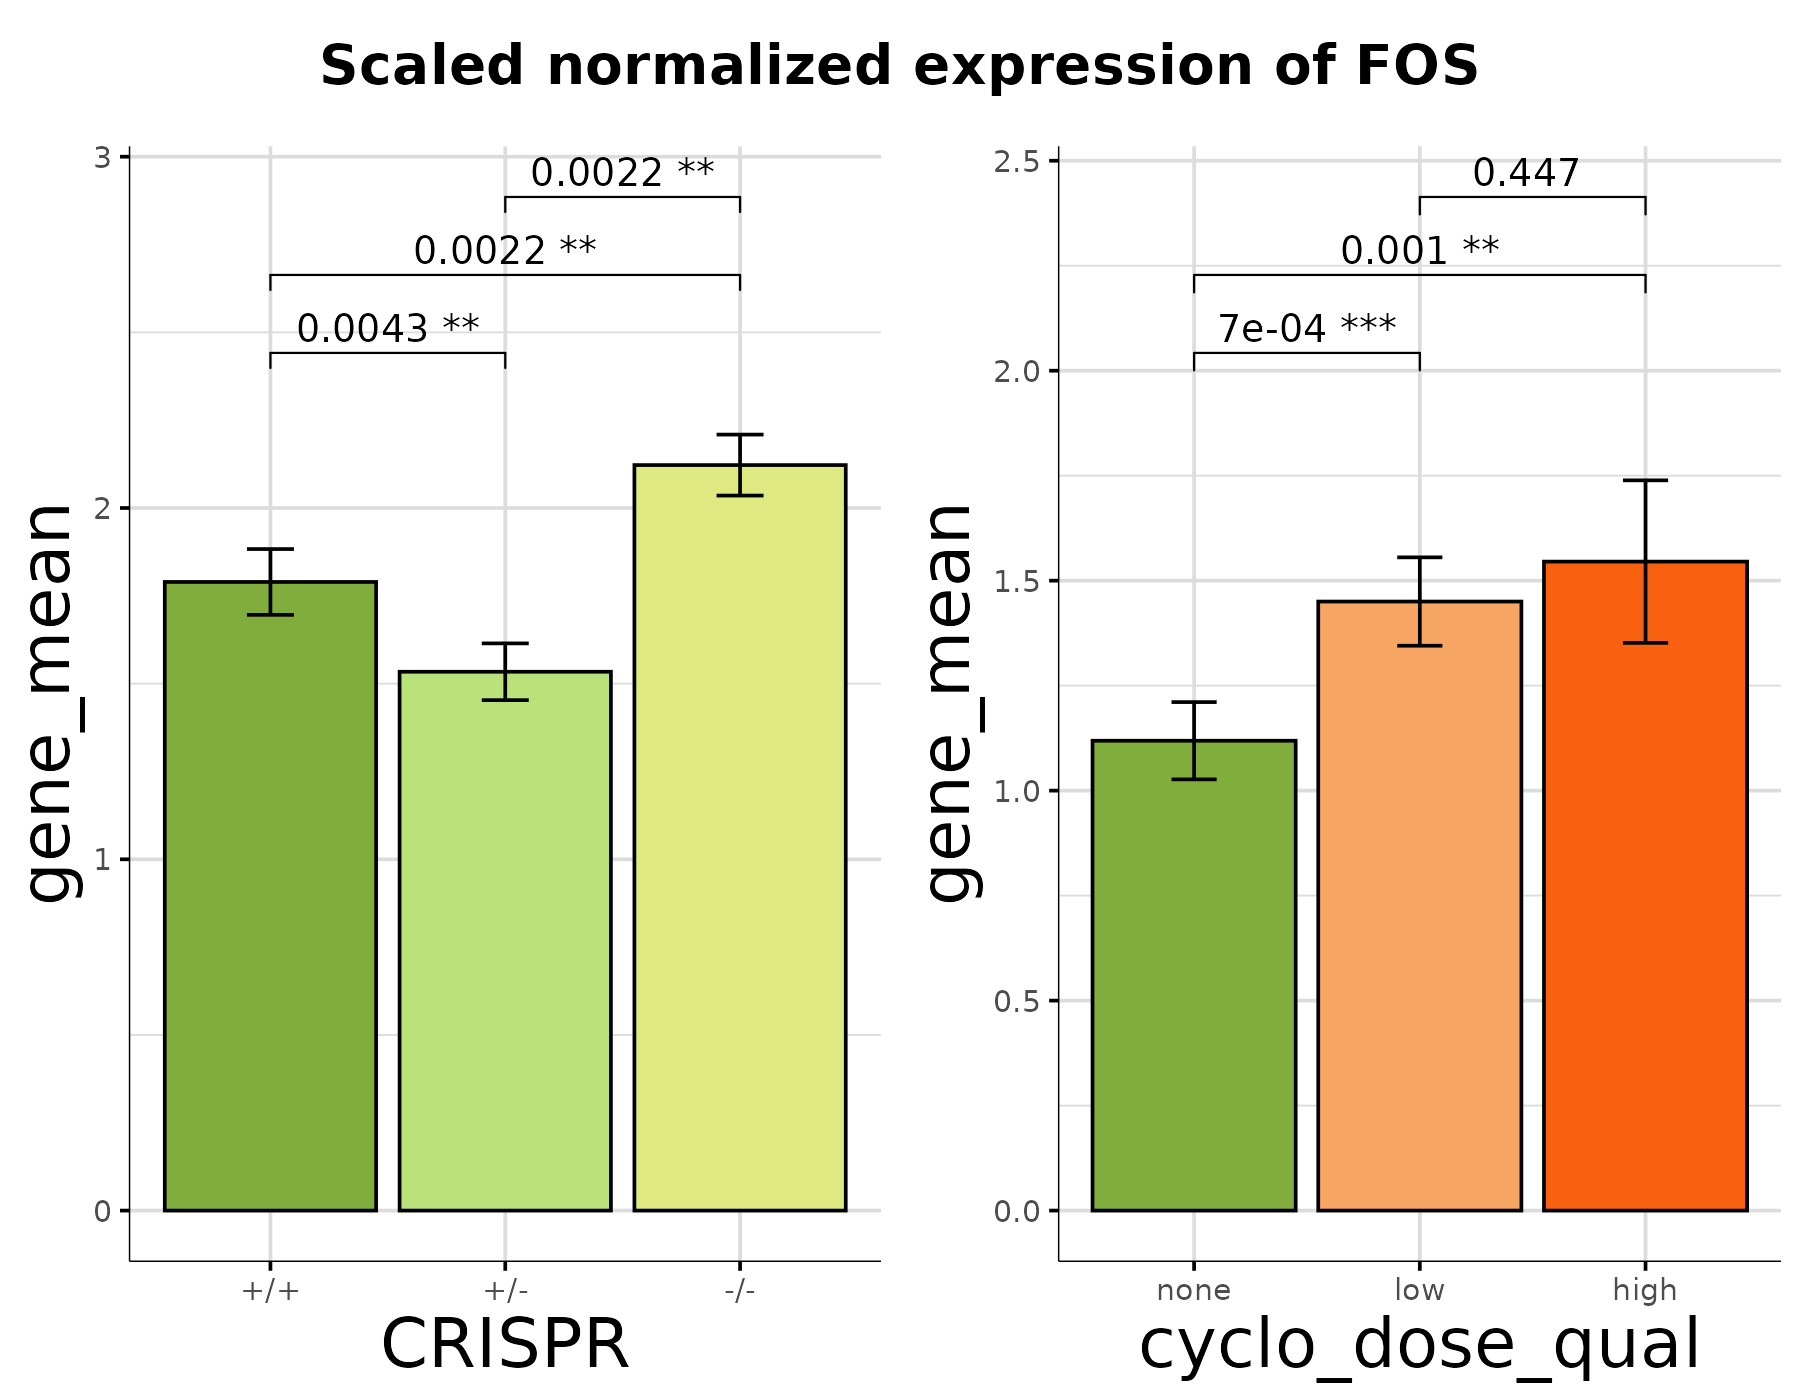 Scaled normalized expression of FOS
gene_mean
3
2
1
0
0.0022 **
0.0022 **
0.0043 **
+/+ +/- -/-
CRISPR
gene_mean
2.5
2.0
1.5
1.0
0.5
0.0
0.447
0.001 **
7e-04 ***
none low high
cyclo_dose_qual